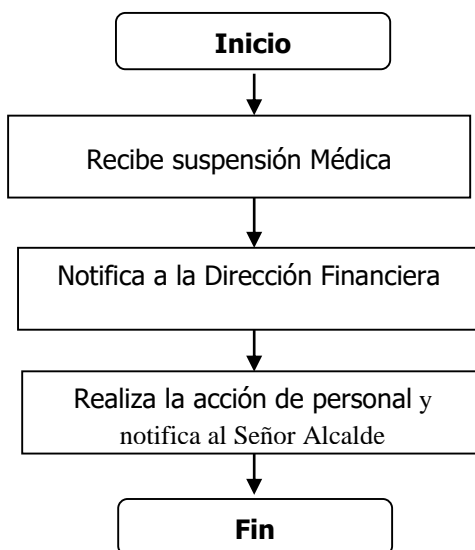 Inicio
Recibe suspensión Médica
Notifica a la Dirección Financiera
Realiza la acción de personal y
notifica al Señor Alcalde
Fin